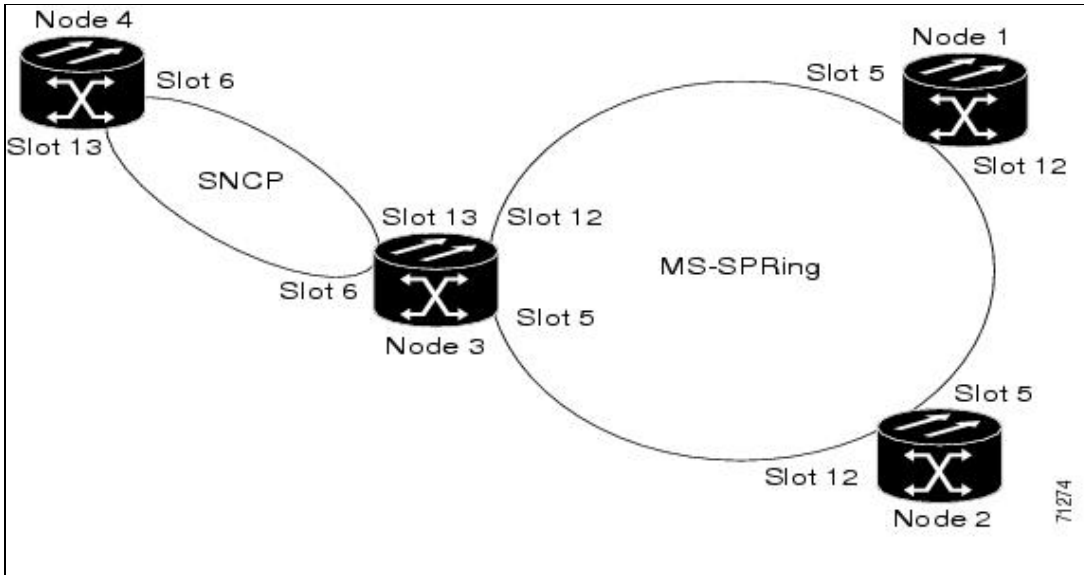 Node 4
Node 1
Slot 6
Slot 5
Slot 13
Slot 12
SNCP
Slot 13
Slot 12
MS-SPRing
Slot 6
Slot 5
Node 3
Slot 5
Slot 12
Node 2
71274